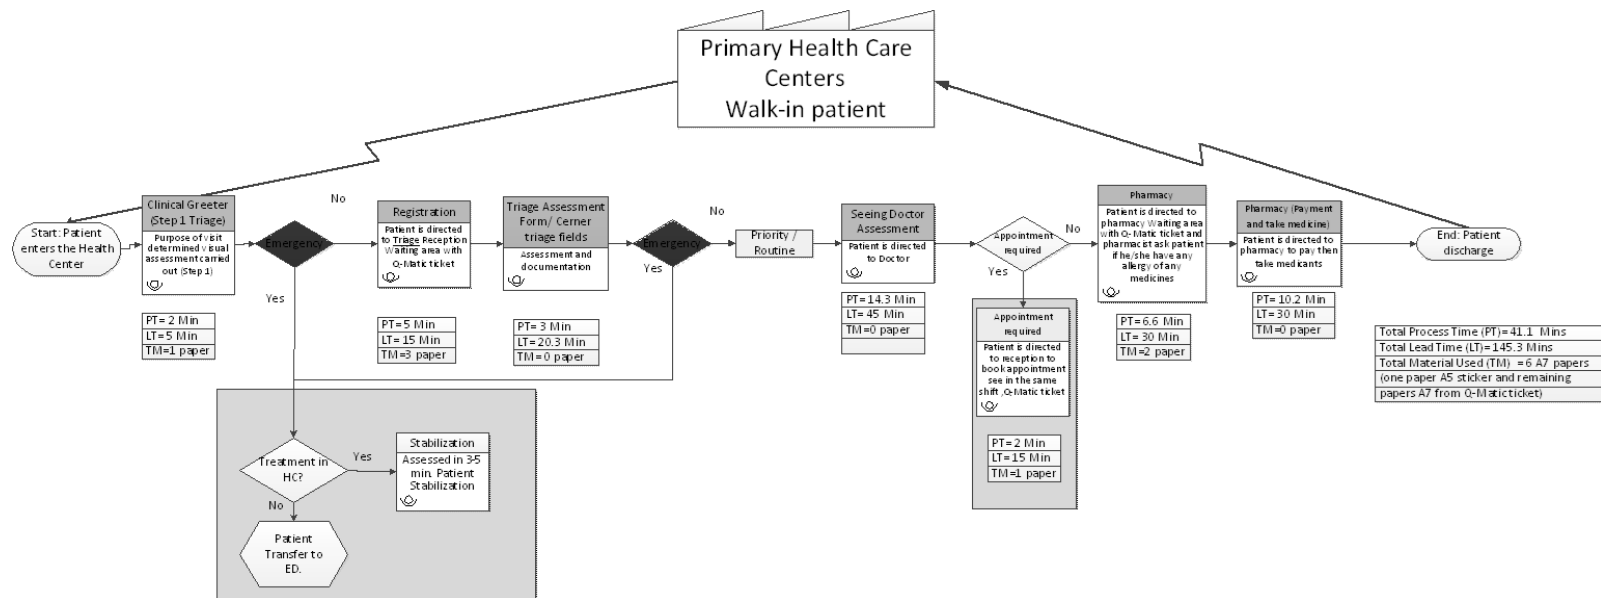 Primary Health Care
Centers
Walk-in patient
Start: Patient
enters the Health
Center
Clinical Greeter
(Step 1 Triage)
Purpose of visit
determined visual
assessment carried
out (Step 1)
PT= 2 Min
LT= 5 Min
TM=1 paper
Emergency
No
Yes
Registration
Patient is directed
to Triage Reception
Waiting area with
Q-Matic ticket
PT= 5 Min
LT= 15 Min
TM=3 paper
Triage Assessment
Form/ Cerner
triage fields
Assessment and
documentation
PT= 3 Min
LT= 20.3 Min
TM= 0 paper
Emergency
No
Yes
Priority /
Routine
Seeing Doctor
Assessment
Patient is directed
to Doctor
PT= 14.3 Min
LT= 45 Min
TM=0 paper
Appointment
required
No
Yes
Appointment
required
Patient is directed
to reception to
book appointment
see in the same
shift ,Q-Matic ticket
PT= 2 Min
LT= 15 Min
TM=1 paper
Pharmacy
Patient is directed to
pharmacy Waiting area
with Q-Matic ticket and
pharmacist ask patient
if he/she have any
allergy of any
medicines
PT= 6.6 Min
LT= 30 Min
TM=2 paper
Pharmacy (Payment
and take medicine)
Patient is directed to
pharmacy to pay then
take medicants
PT= 10.2 Min
LT= 30 Min
TM=0 paper
End: Patient
discharge
Total Process Time (PT)= 41.1 Mins
Total Lead Time (LT)= 145.3 Mins
Total Material Used (TM) = 6 A7 papers
(one paper A5 sticker and remaining
papers A7 from Q-Matic ticket)
Treatment in
HC?
Yes
No
Stabilization
Assessed in 3-5
min. Patient
Stabilization
Patient
Transfer to
ED.